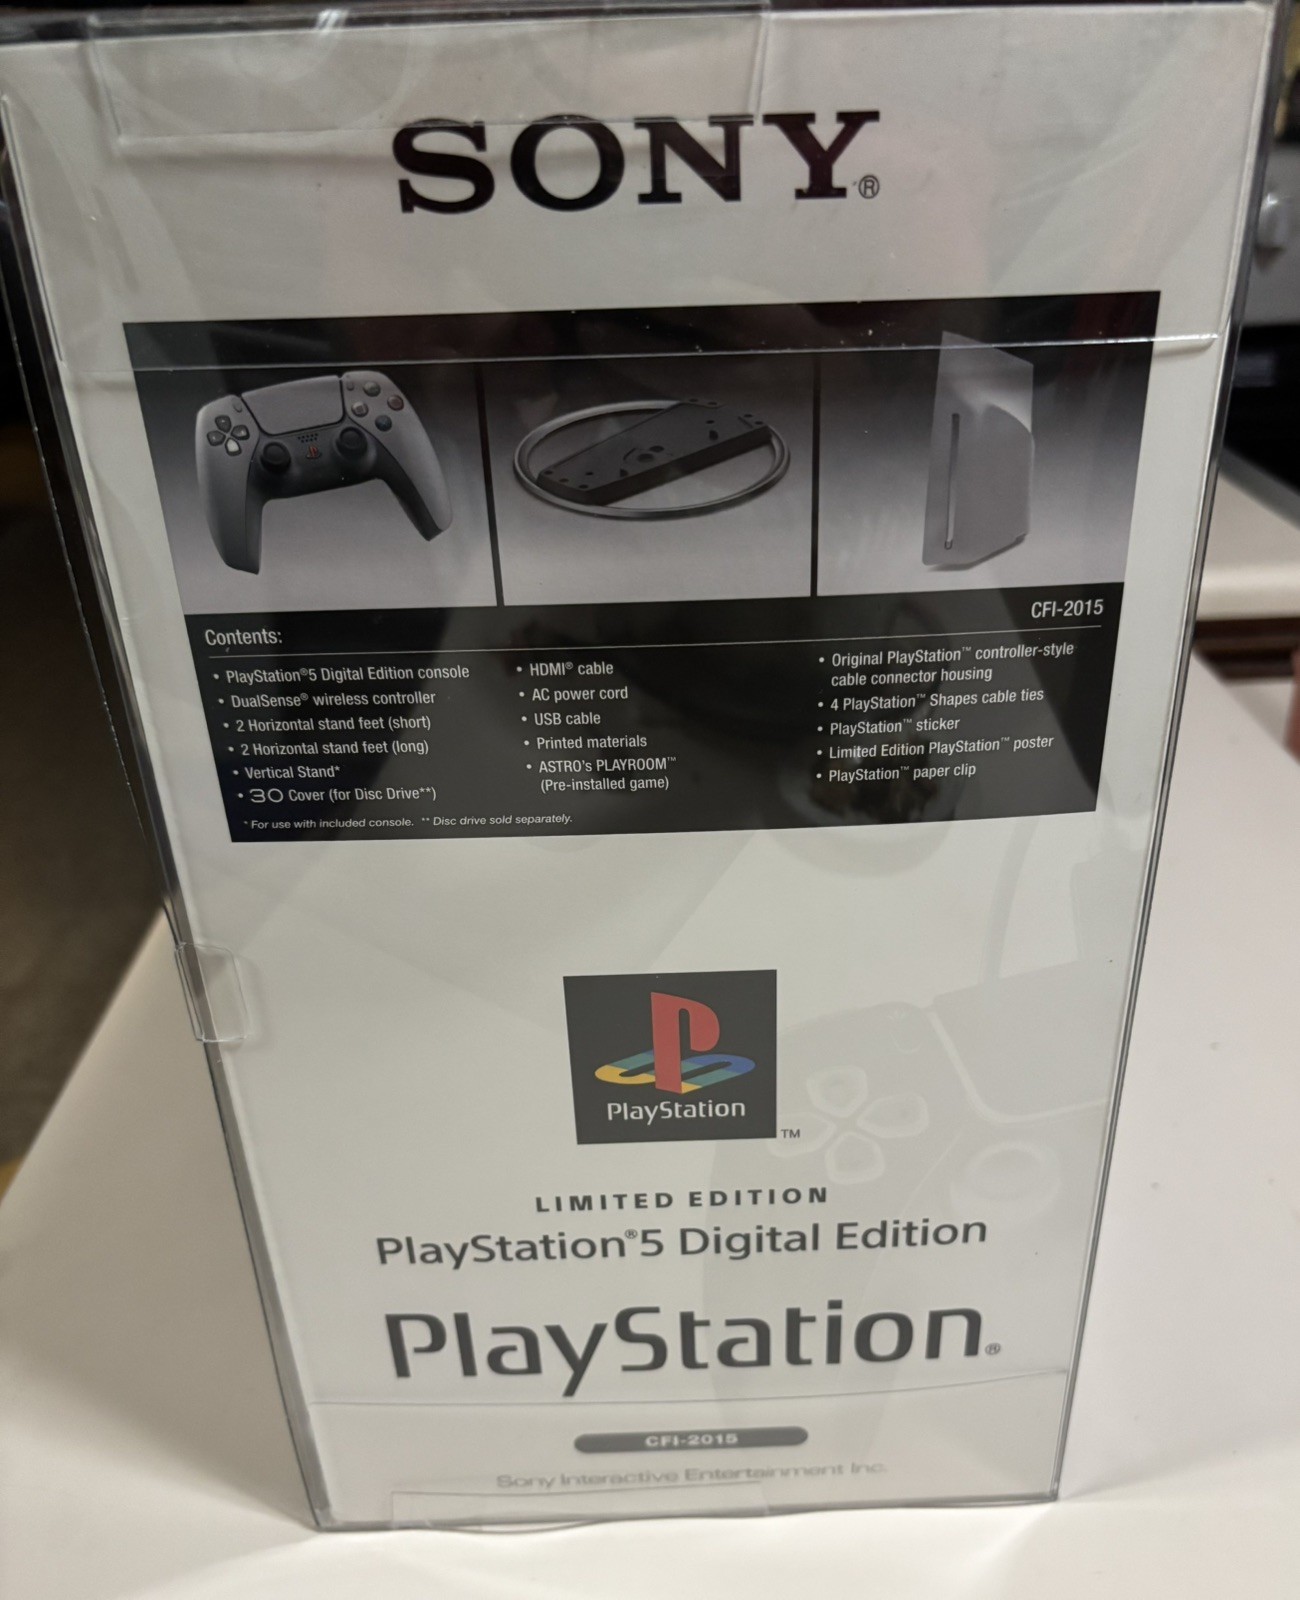 SONY®
CFI-2015
Contents:
• PlayStation®5 Digital Edition console
• DualSense® wireless controller
• 2 Horizontal stand feet (short)
• 2 Horizontal stand feet (long)
• Vertical Stand*
• 30 Cover (for Disc Drive**)
• HDMI® cable
• AC power cord
• USB cable
• Printed materials
• ASTRO's PLAYROOM™
(Pre-installed game)
• Original PlayStation™ controller-style
cable connector housing
• 4 PlayStation™ Shapes cable ties
• PlayStation™ sticker
• Limited Edition PlayStation™ poster
• PlayStation™ paper clip
* For use with included console. ** Disc drive sold separately.
PlayStation
TM
LIMITED EDITION
PlayStation®5 Digital Edition
PlayStation®
CFI-2015
Sony Interactive Entertainment Inc.